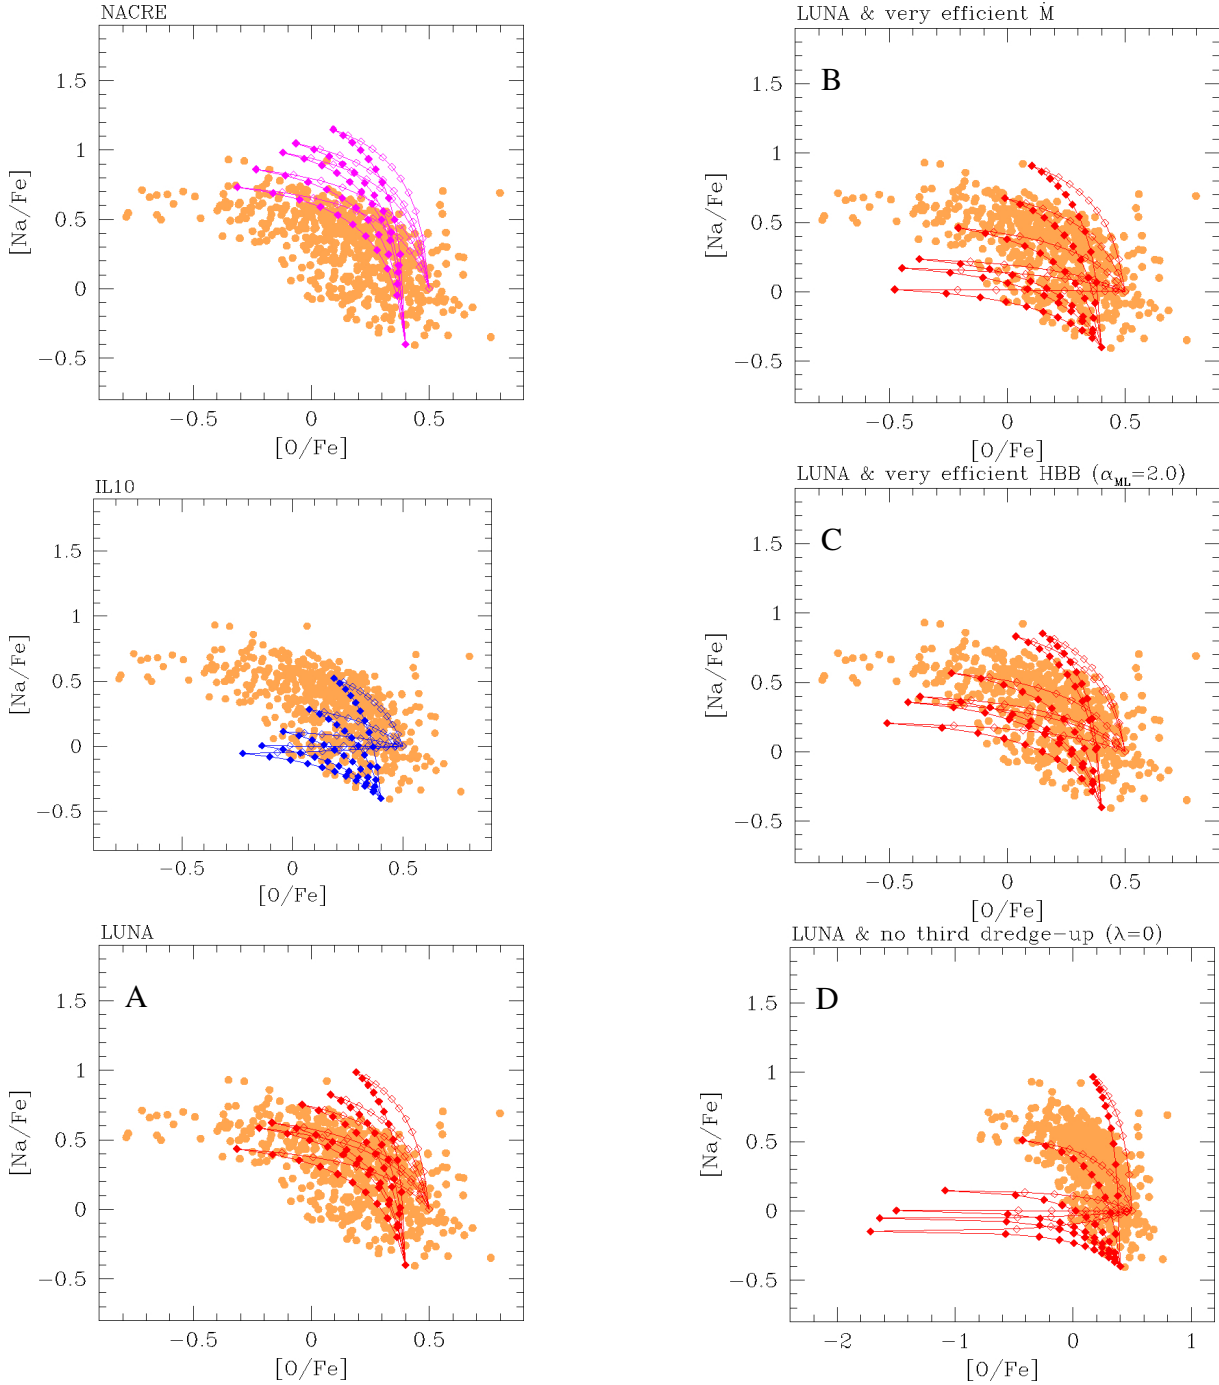 NACRE
1.5
1
0.5
0
−0.5
[Na/Fe]
−0.5 0 0.5
[O/Fe]
LUNA & very efficient Ṁ
B
1.5
1
0.5
0
−0.5
[Na/Fe]
−0.5 0 0.5
[O/Fe]
IL10
1.5
1
0.5
0
−0.5
[Na/Fe]
−0.5 0 0.5
[O/Fe]
LUNA & very efficient HBB (α_ML=2.0)
C
1.5
1
0.5
0
−0.5
[Na/Fe]
−0.5 0 0.5
[O/Fe]
LUNA
A
1.5
1
0.5
0
−0.5
[Na/Fe]
−0.5 0 0.5
[O/Fe]
LUNA & no third dredge−up (λ=0)
D
1.5
1
0.5
0
−0.5
[Na/Fe]
−2 −1 0 1
[O/Fe]